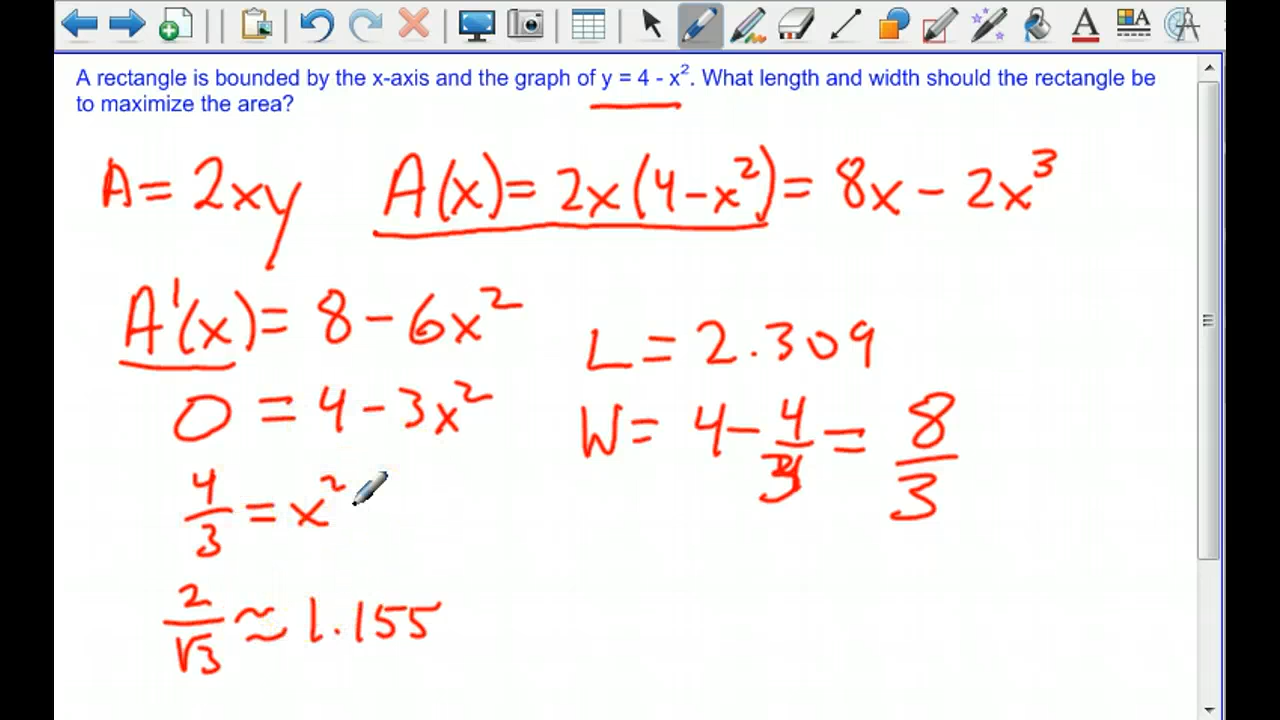 A rectangle is bounded by the x-axis and the graph of y = 4 - x². What length and width should the rectangle be
to maximize the area?
A = 2xy A(x) = 2x(4-x²) = 8x - 2x³
A'(x) = 8 - 6x²
0 = 4 - 3x²
4/3 = x²
2/√3 ≈ 1.155
L = 2.309
W = 4 - 4/3 = 8/3